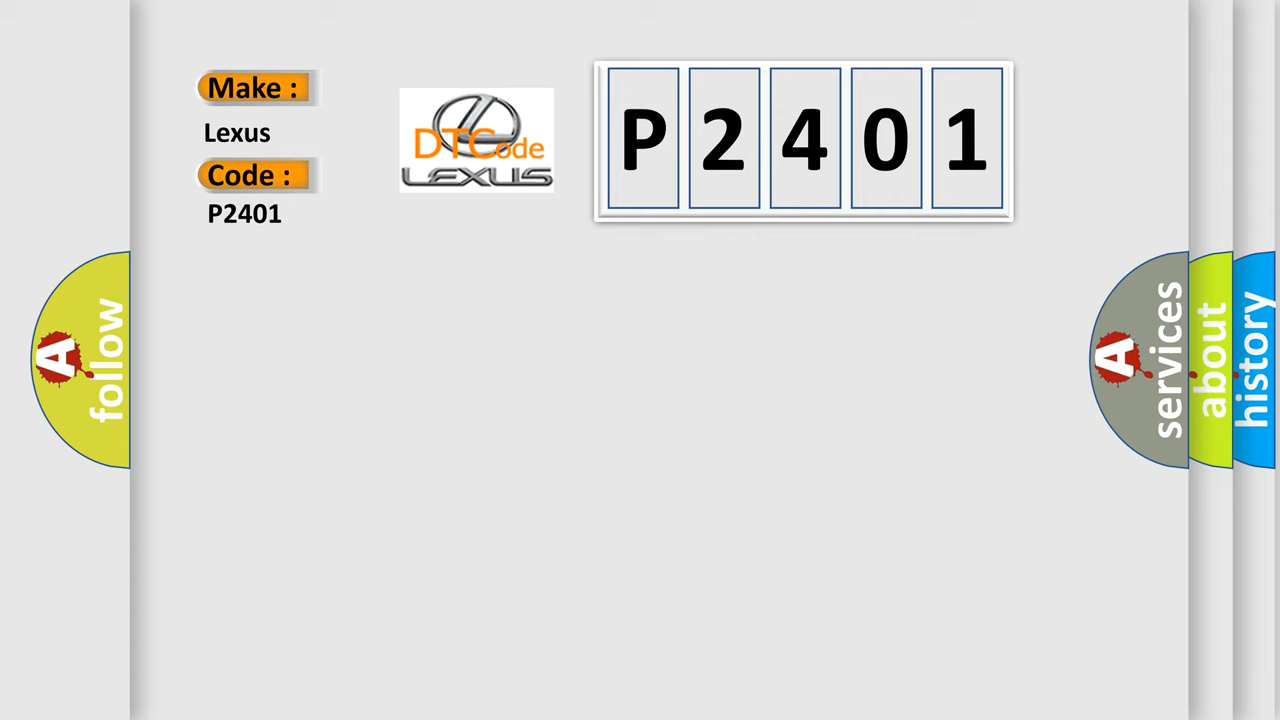 Make :
Lexus
Code :
P2401
DTCode
LEXUS
P 2 4 0 1
A follow
A services
about
history